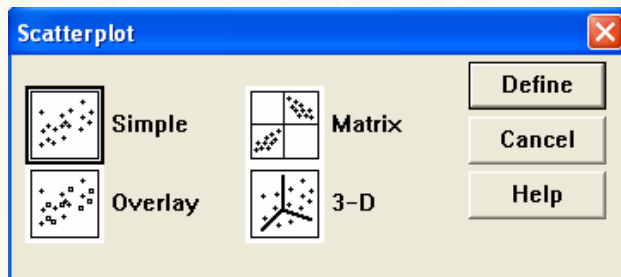 Scatterplot
Simple
Matrix
Define
Cancel
Overlay
3-D
Help